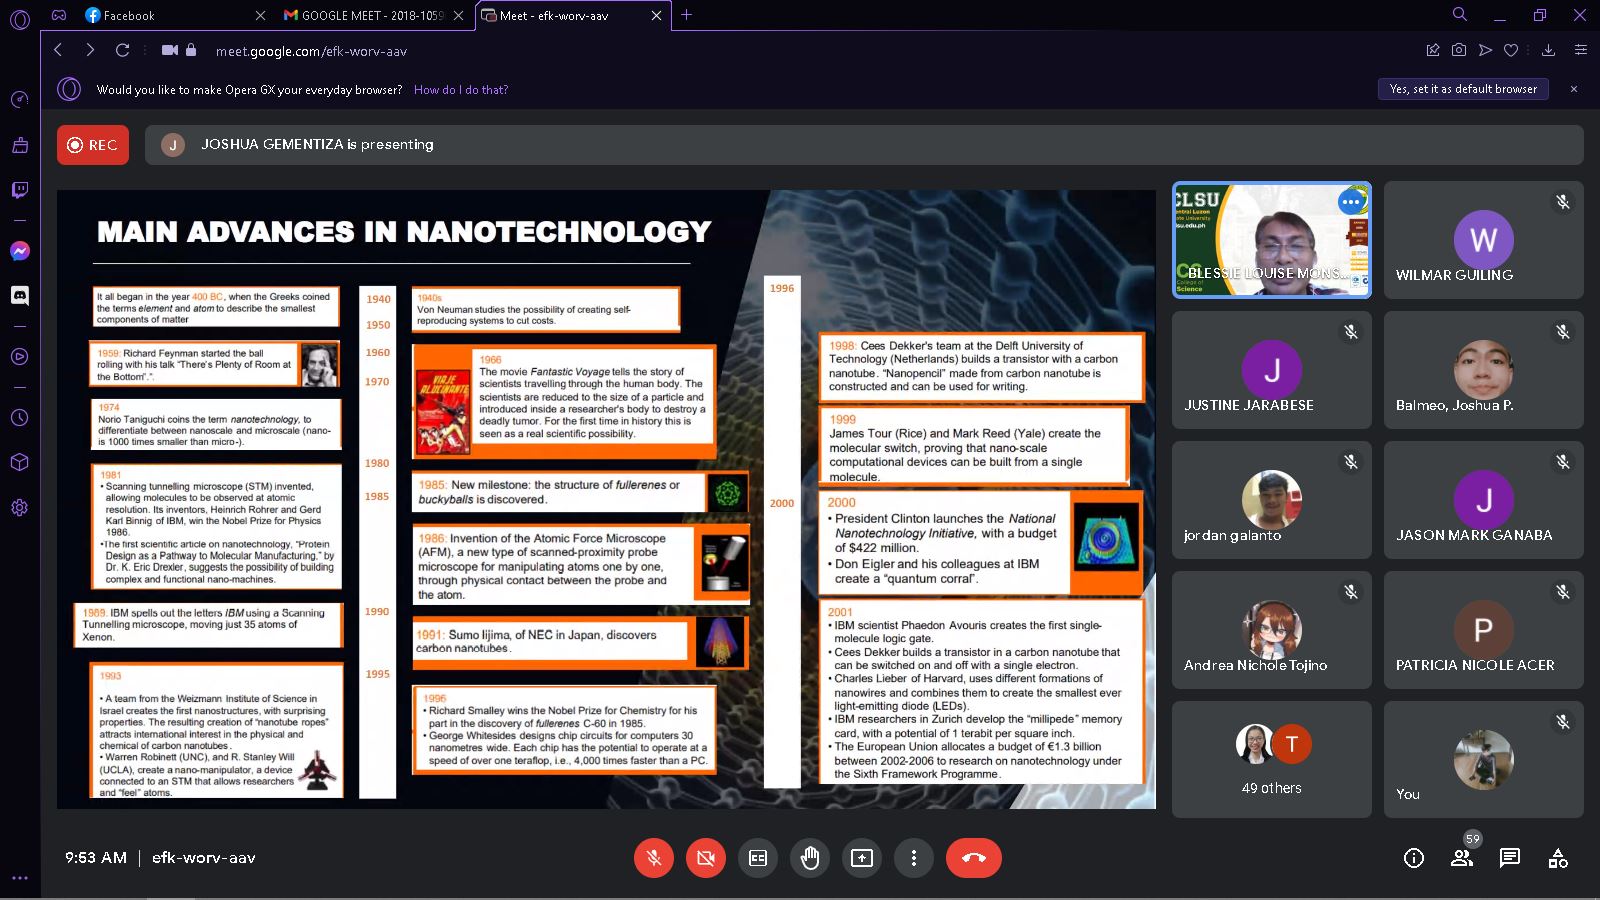 Facebook
GOOGLE MEET - 2018-1059
Meet - efk-worv-aav
meet.google.com/efk-worv-aav
Would you like to make Opera GX your everyday browser? How do I do that?
Yes, set it as default browser
REC
J
JOSHUA GEMENTIZA is presenting
MAIN ADVANCES IN NANOTECHNOLOGY
It all began in the year 400 BC, when the Greeks coined
the terms element and atom to describe the smallest
components of matter
1959: Richard Feynman started the ball
rolling with his talk “There's Plenty of Room at
the Bottom”.”.
1974
Norio Taniguchi coins the term nanotechnology, to
differentiate between nanoscale and microscale (nano-
is 1000 times smaller than micro-).
1981
• Scanning tunnelling microscope (STM) invented,
allowing molecules to be observed at atomic
resolution. Its inventors, Heinrich Rohrer and Gerd
Karl Binnig of IBM, win the Nobel Prize for Physics
1986.
•The first scientific article on nanotechnology, “Protein
Design as a Pathway to Molecular Manufacturing,” by
Dr. K. Eric Drexler, suggests the possibility of building
complex and functional nano-machines.
1989. IBM spells out the letters IBM using a Scanning
Tunnelling microscope, moving just 35 atoms of
Xenon.
1993
• A team from the Weizmann Institute of Science in
Israel creates the first nanostructures, with surprising
properties. The resulting creation of “nanotube ropes”
attracts international interest in the physical and
chemical of carbon nanotubes.
• Warren Robinett (UNC), and R. Stanley Will
(UCLA), create a nano-manipulator, a device
connected to an STM that allows researchers
and “feel” atoms.
1940
1950
1960
1970
1980
1985
1990
1995
1940s
Von Neuman studies the possibility of creating self-
reproducing systems to cut costs.
VIAJE
ALUCINANTE
1966
The movie Fantastic Voyage tells the story of
scientists travelling through the human body. The
scientists are reduced to the size of a particle and
introduced inside a researcher's body to destroy a
deadly tumor. For the first time in history this is
seen as a real scientific possibility.
1985: New milestone: the structure of fullerenes or
buckyballs is discovered.
1986: Invention of the Atomic Force Microscope
(AFM), a new type of scanned-proximity probe
microscope for manipulating atoms one by one,
through physical contact between the probe and
the atom.
1991: Sumo Iijima, of NEC in Japan, discovers
carbon nanotubes.
1996
• Richard Smalley wins the Nobel Prize for Chemistry for his
part in the discovery of fullerenes C-60 in 1985.
• George Whitesides designs chip circuits for computers 30
nanometres wide. Each chip has the potential to operate at a
speed of over one teraflop, i.e., 4,000 times faster than a PC.
1996
2000
1998: Cees Dekker's team at the Delft University of
Technology (Netherlands) builds a transistor with a carbon
nanotube. “Nanopencil” made from carbon nanotube is
constructed and can be used for writing.
1999
James Tour (Rice) and Mark Reed (Yale) create the
molecular switch, proving that nano-scale
computational devices can be built from a single
molecule.
2000
• President Clinton launches the National
Nanotechnology Initiative, with a budget
of $422 million.
• Don Eigler and his colleagues at IBM
create a “quantum corral”.
2001
• IBM scientist Phaedon Avouris creates the first single-
molecule logic gate.
• Cees Dekker builds a transistor in a carbon nanotube that
can be switched on and off with a single electron.
• Charles Lieber of Harvard, uses different formations of
nanowires and combines them to create the smallest ever
light-emitting diode (LEDs).
• IBM researchers in Zurich develop the “millipede” memory
card, with a potential of 1 terabit per square inch.
• The European Union allocates a budget of €1.3 billion
between 2002-2006 to research on nanotechnology under
the Sixth Framework Programme.
CLSU
entral Luzon
te University
lsu.edu.ph
College of
Science
BLESSIE LOUISE MONS...
W
WILMAR GUILING
J
JUSTINE JARABESE
Balmeo, Joshua P.
jordan galanto
J
JASON MARK GANABA
Andrea Nichole Tojino
P
PATRICIA NICOLE ACER
T
49 others
You
9:53 AM | efk-worv-aav
59